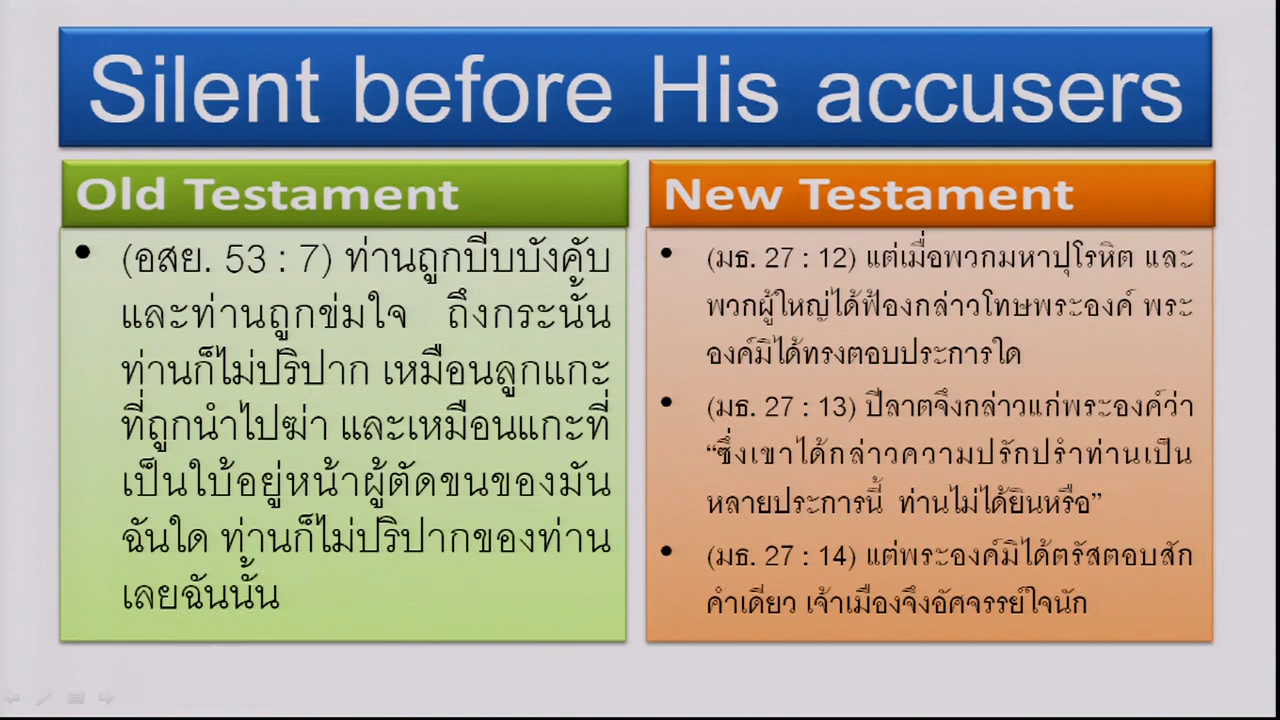 Silent before His accusers
Old Testament
• (อสย. 53 : 7) ท่านถูกบีบบังคับ
และท่านถูกข่มใจ ถึงกระนั้น
ท่านก็ไม่ปริปาก เหมือนลูกแกะ
ที่ถูกนำไปฆ่า และเหมือนแกะที่
เป็นใบ้อยู่หน้าผู้ตัดขนของมัน
ฉันใด ท่านก็ไม่ปริปากของท่าน
เลยฉันนั้น
New Testament
• (มธ. 27 : 12) แต่เมื่อพวกมหาปุโรหิต และ
พวกผู้ใหญ่ได้ฟ้องกล่าวโทษพระองค์ พระ
องค์มิได้ทรงตอบประการใด
• (มธ. 27 : 13) ปีลาตจึงกล่าวแก่พระองค์ว่า
“ซึ่งเขาได้กล่าวความปรักปรำท่านเป็น
หลายประการนี้ ท่านไม่ได้ยินหรือ”
• (มธ. 27 : 14) แต่พระองค์มิได้ตรัสตอบสัก
คำเดียว เจ้าเมืองจึงอัศจรรย์ใจนัก